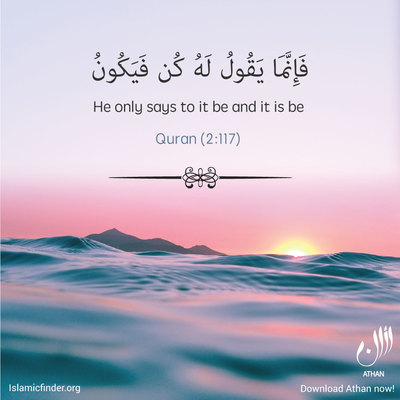 فَإِنَّمَا يَقُولُ لَهُ كُن فَيَكُونُ
He only says to it be and it is be
Quran (2:117)
أذان
ATHAN
Islamicfinder.org
Download Athan now!